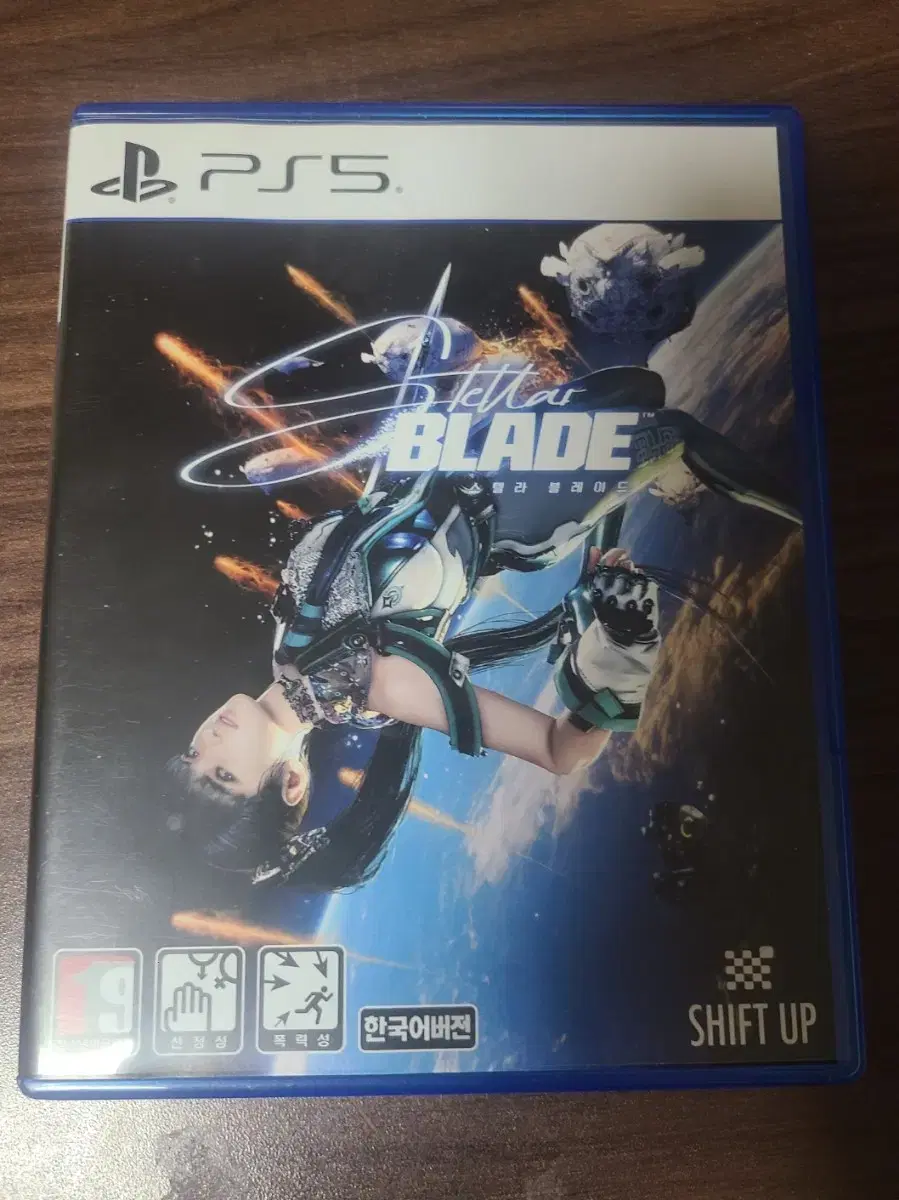 PS5
Stellar
BLADE™
스텔라 블레이드
19
선정성
폭력성
한국어버전
SHIFT UP